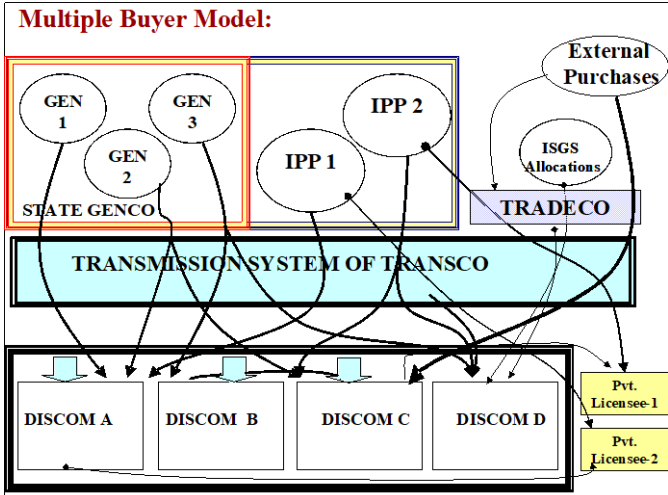 Multiple Buyer Model:
External
Purchases
GEN
1
GEN
3
IPP 2
GEN
2
IPP 1
ISGS
Allocations
STATE GENCO
TRADECO
TRANSMISSION SYSTEM OF TRANSCO
DISCOM A
DISCOM B
DISCOM C
DISCOM D
Pvt.
Licensee-1
Pvt.
Licensee-2